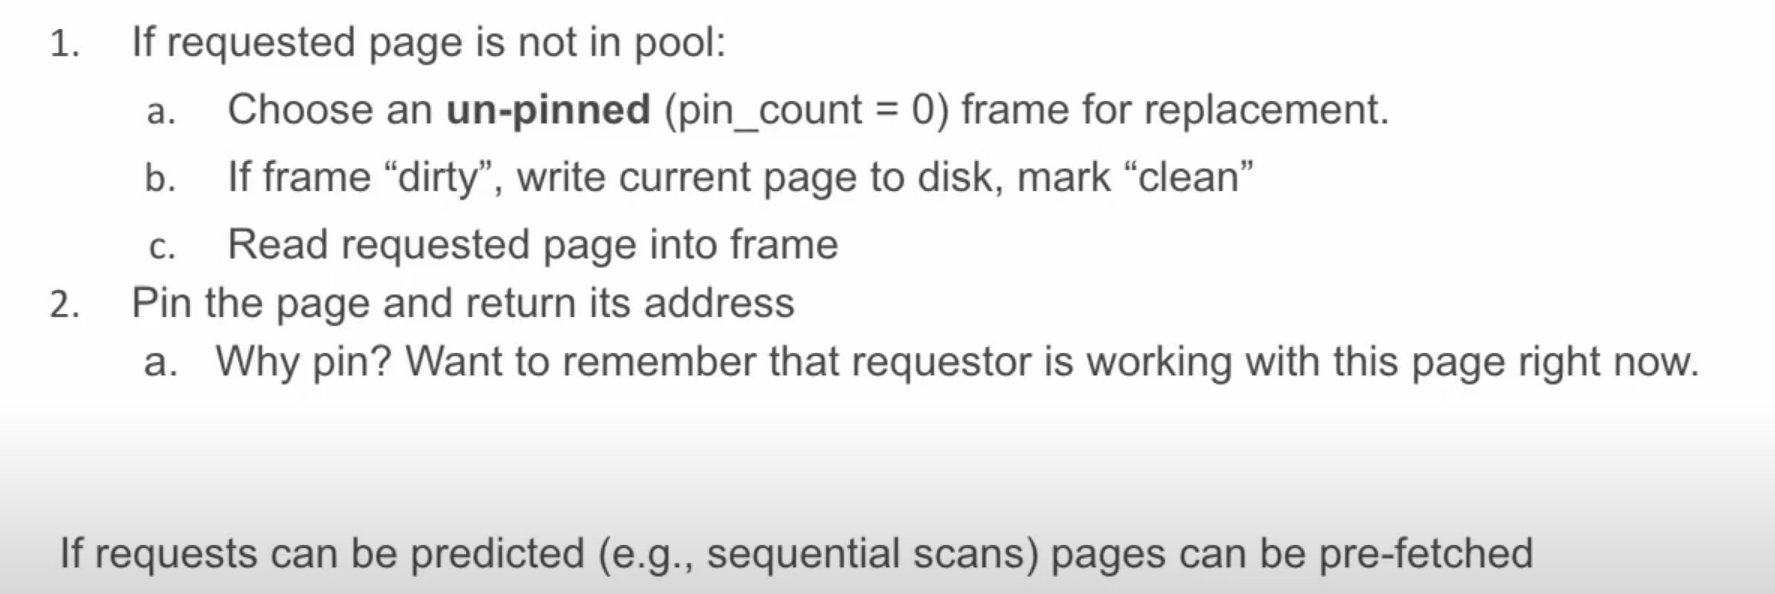 1. If requested page is not in pool:
a. Choose an un-pinned (pin_count = 0) frame for replacement.
b. If frame “dirty”, write current page to disk, mark “clean”
c. Read requested page into frame
2. Pin the page and return its address
a. Why pin? Want to remember that requestor is working with this page right now.
If requests can be predicted (e.g., sequential scans) pages can be pre-fetched